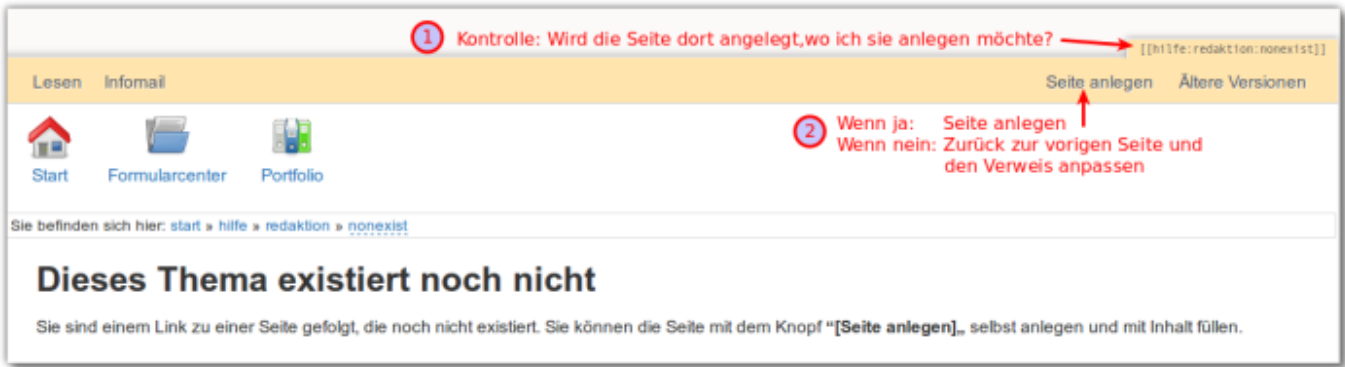 1 Kontrolle: Wird die Seite dort angelegt,wo ich sie anlegen möchte?
[[hilfe:redaktion:nonexist]]
Lesen Infomail Seite anlegen Ältere Versionen
2 Wenn ja: Seite anlegen
Wenn nein: Zurück zur vorigen Seite und
den Verweis anpassen
Start Formularcenter Portfolio
Sie befinden sich hier: start » hilfe » redaktion » nonexist
Dieses Thema existiert noch nicht
Sie sind einem Link zu einer Seite gefolgt, die noch nicht existiert. Sie können die Seite mit dem Knopf “[Seite anlegen]„ selbst anlegen und mit Inhalt füllen.